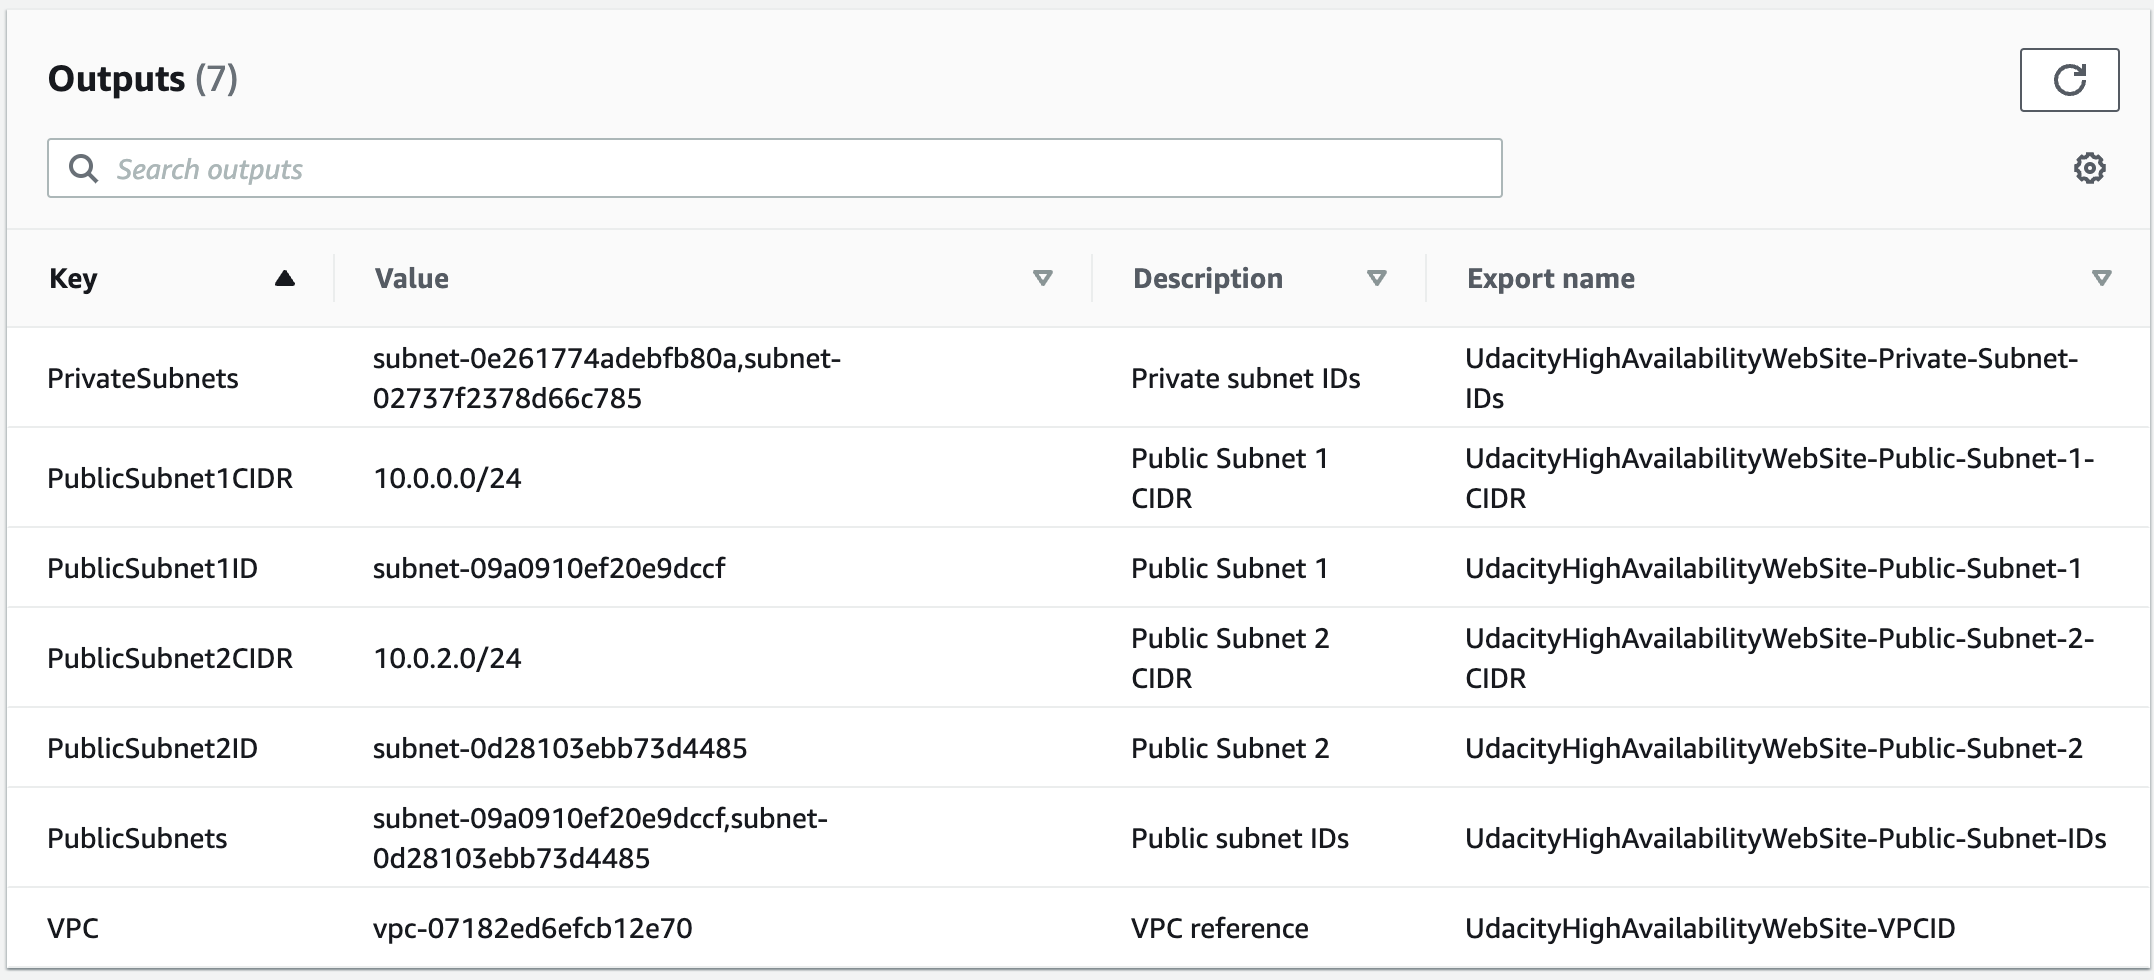 Outputs (7)
Search outputs
Key Value Description Export name
PrivateSubnets subnet-0e261774adebfb80a,subnet- Private subnet IDs UdacityHighAvailabilityWebSite-Private-Subnet-
02737f2378d66c785 IDs
PublicSubnet1CIDR 10.0.0.0/24 Public Subnet 1 UdacityHighAvailabilityWebSite-Public-Subnet-1-
CIDR CIDR
PublicSubnet1ID subnet-09a0910ef20e9dccf Public Subnet 1 UdacityHighAvailabilityWebSite-Public-Subnet-1
PublicSubnet2CIDR 10.0.2.0/24 Public Subnet 2 UdacityHighAvailabilityWebSite-Public-Subnet-2-
CIDR CIDR
PublicSubnet2ID subnet-0d28103ebb73d4485 Public Subnet 2 UdacityHighAvailabilityWebSite-Public-Subnet-2
PublicSubnets subnet-09a0910ef20e9dccf,subnet- Public subnet IDs UdacityHighAvailabilityWebSite-Public-Subnet-IDs
0d28103ebb73d4485
VPC vpc-07182ed6efcb12e70 VPC reference UdacityHighAvailabilityWebSite-VPCID